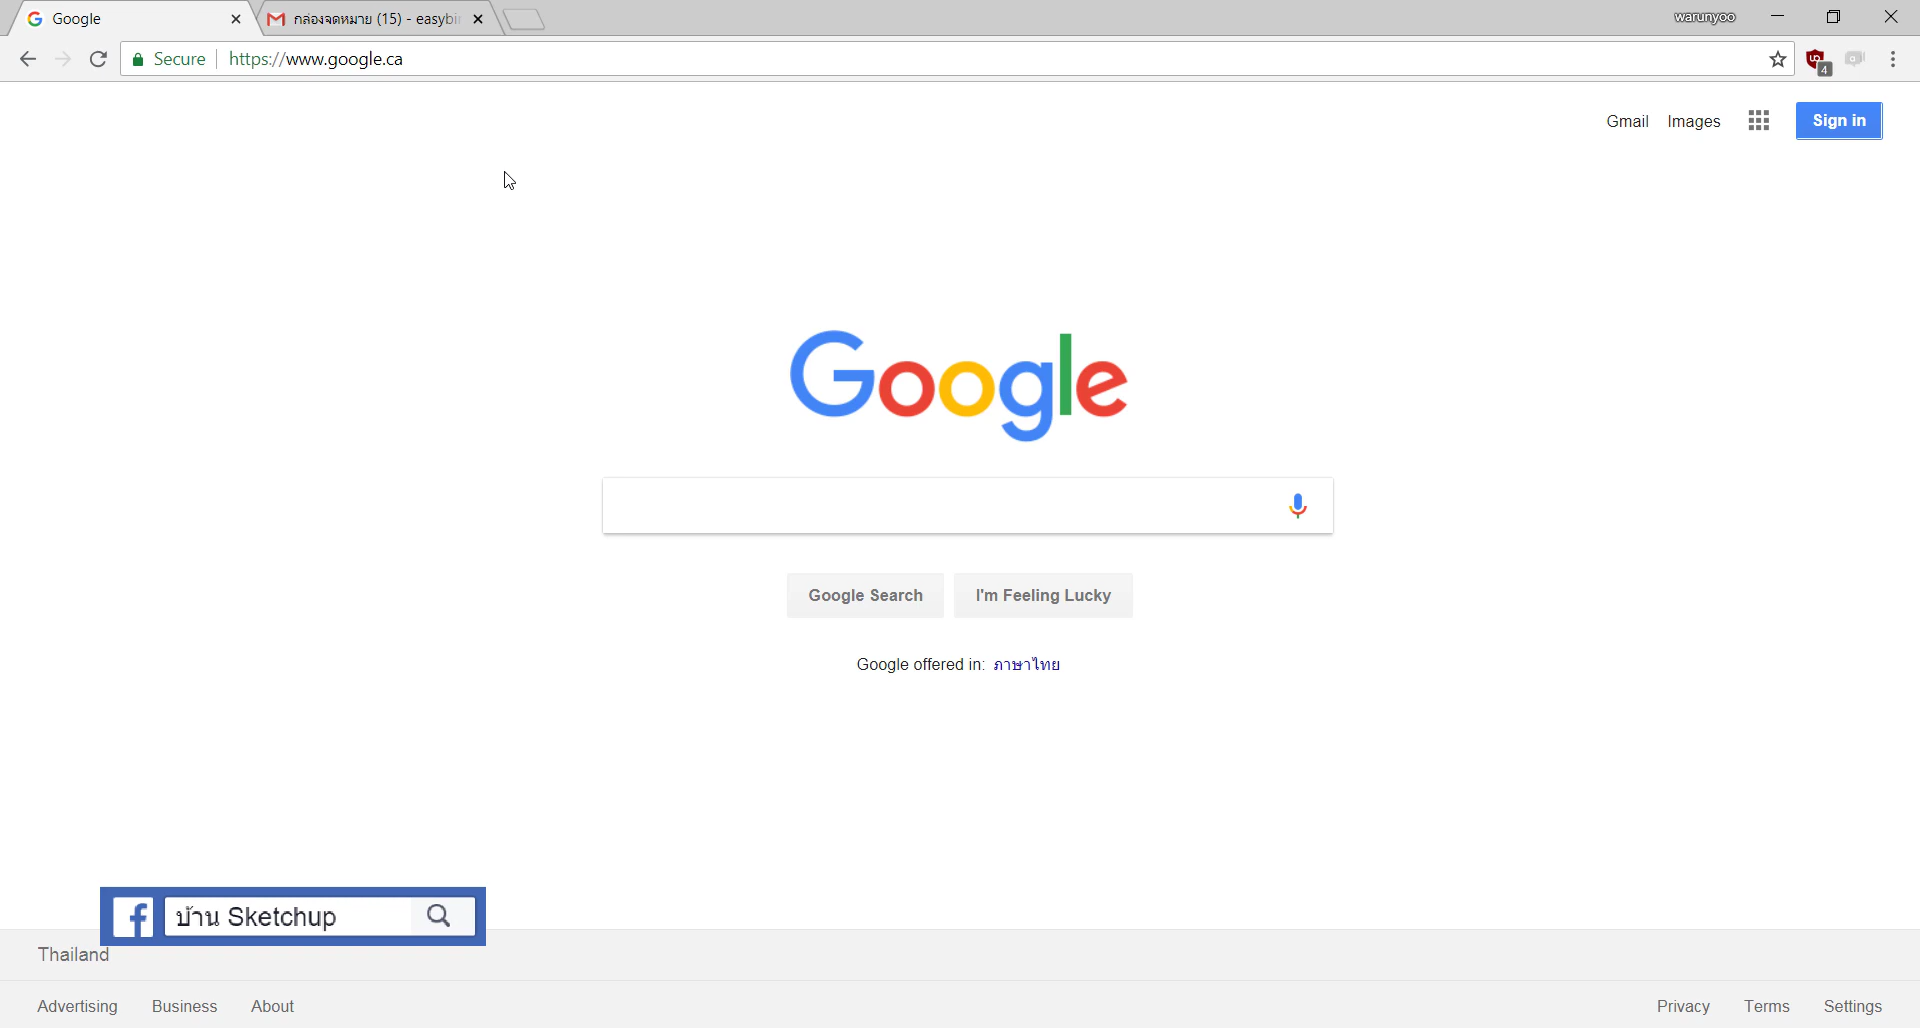 Google
กล่องจดหมาย (15) - easybi
warunyoo
Secure
https://www.google.ca
4
Gmail
Images
Sign in
Google
Google Search
I'm Feeling Lucky
Google offered in: ภาษาไทย
บ้าน Sketchup
Thailand
Advertising
Business
About
Privacy
Terms
Settings